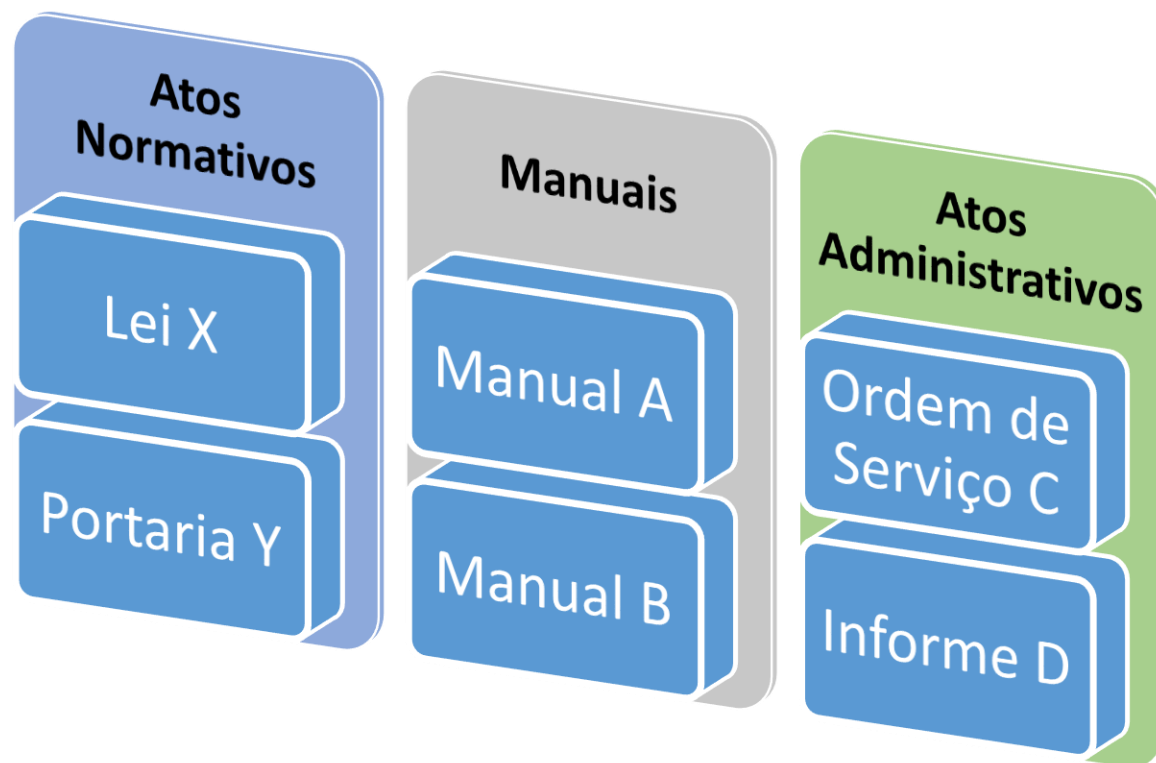 Atos
Normativos
Lei X
Portaria Y
Manuais
Manual A
Manual B
Atos
Administrativos
Ordem de
Serviço C
Informe D